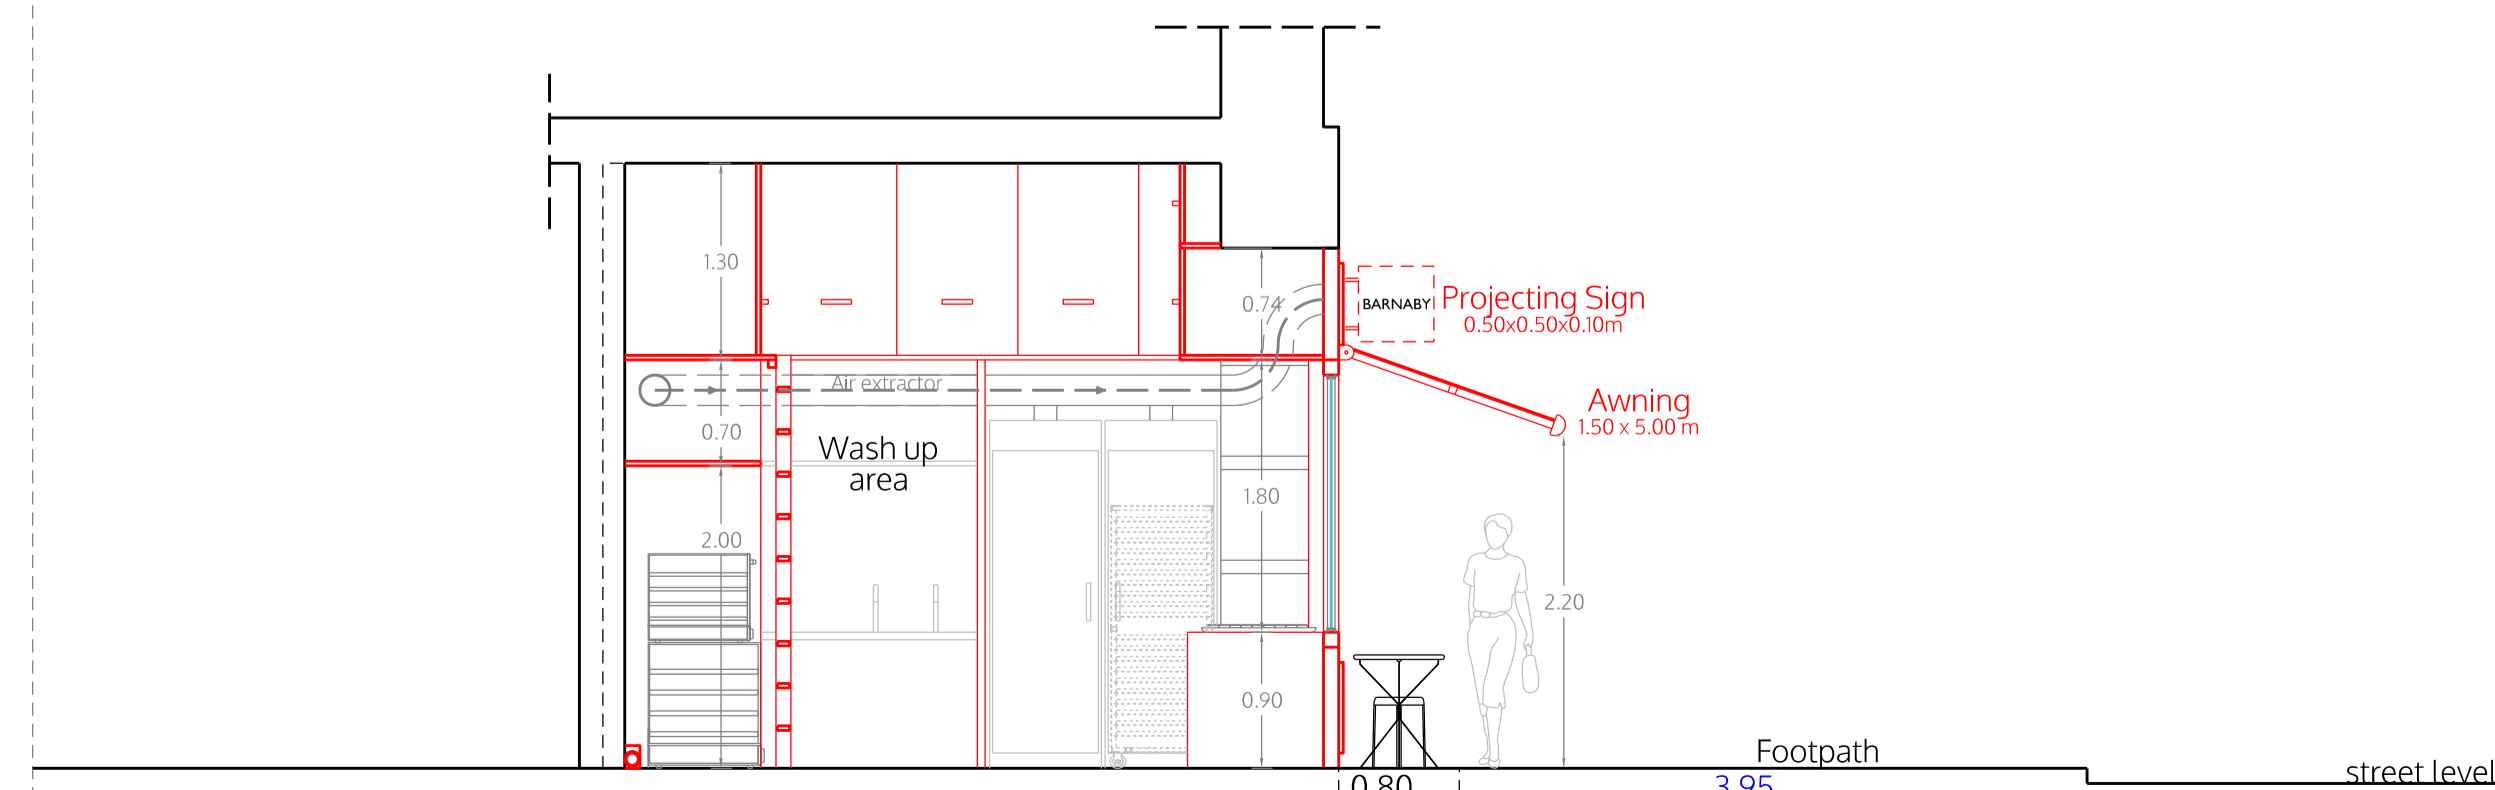 1.30
0.74
BARNABY
Projecting Sign
0.50x0.50x0.10m
Air extractor
Awning
1.50 x 5.00 m
0.70
Wash up
area
1.80
2.00
2.20
0.90
Footpath
street level
0.80
3.95